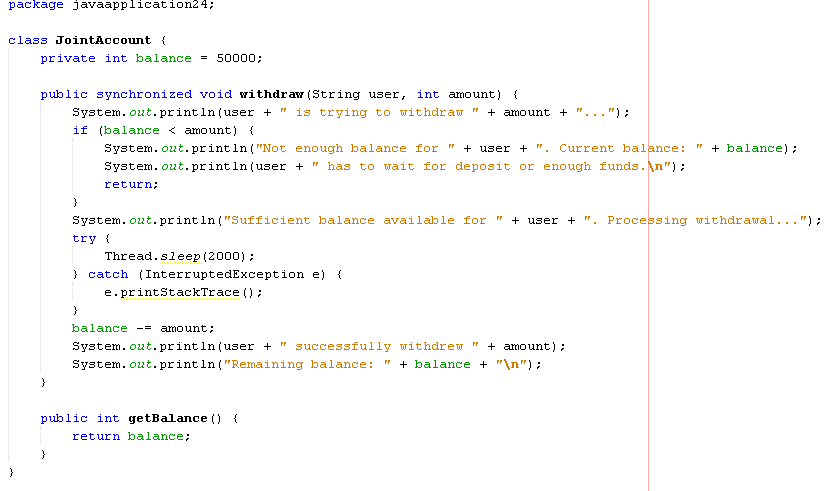 package javaapplication24;
class JointAccount {
private int balance = 50000;
public synchronized void withdraw(String user, int amount) {
System.out.println(user + " is trying to withdraw " + amount + "...");
if (balance < amount) {
System.out.println("Not enough balance for " + user + ". Current balance: " + balance);
System.out.println(user + " has to wait for deposit or enough funds.\n");
return;
}
System.out.println("Sufficient balance available for " + user + ". Processing withdrawal...");
try {
Thread.sleep(2000);
} catch (InterruptedException e) {
e.printStackTrace();
}
balance -= amount;
System.out.println(user + " successfully withdrew " + amount);
System.out.println("Remaining balance: " + balance + "\n");
}
public int getBalance() {
return balance;
}
}